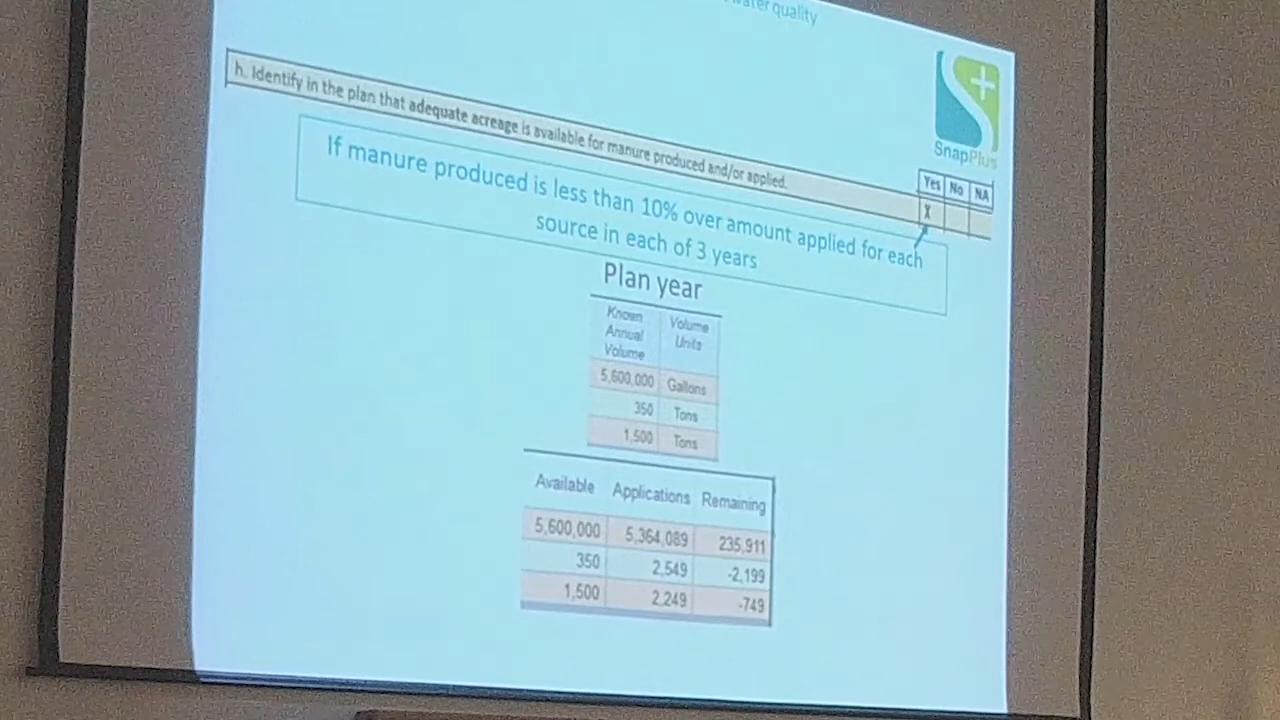 water quality
SnapPlus
h. Identify in the plan that adequate acreage is available for manure produced and/or applied.
Yes No NA
X
If manure produced is less than 10% over amount applied for each
source in each of 3 years
Plan year
Known Annual Volume Volume Units
5,600,000 Gallons
350 Tons
1,500 Tons
Available Applications Remaining
5,600,000 5,364,089 235,911
350 2,549 -2,199
1,500 2,249 -749